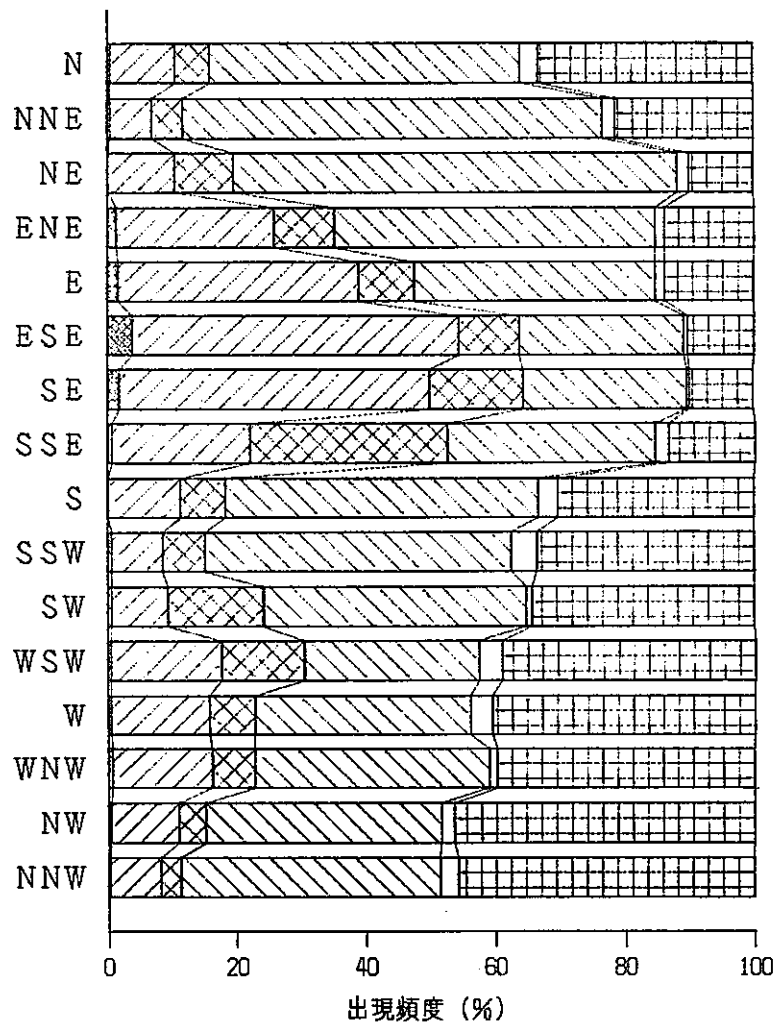 N
NNE
NE
ENE
E
ESE
SE
SSE
S
SSW
SW
WSW
W
WNW
NW
NNW
0 20 40 60 80 100
出現頻度 (%)